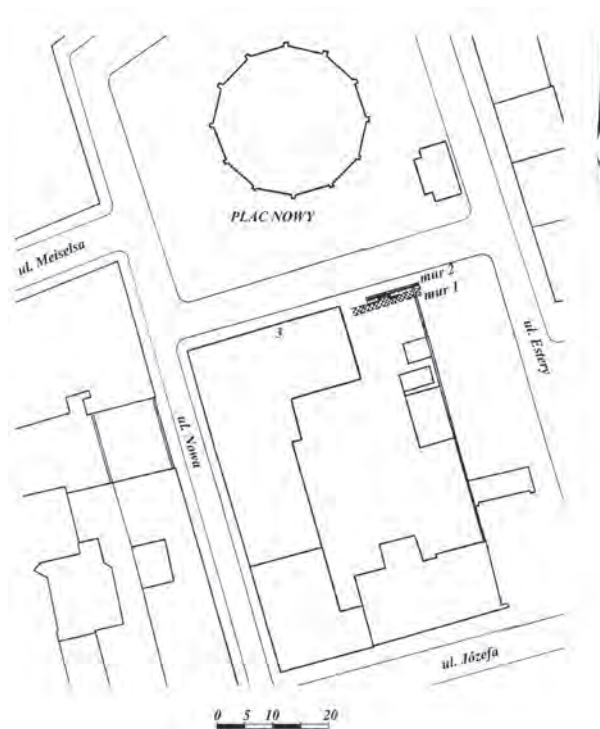 PLAC NOWY
ul. Meiselsa
mur 2
mur 1
3
ul. Estery
ul. Nowa
ul. Józefa
0 5 10 20